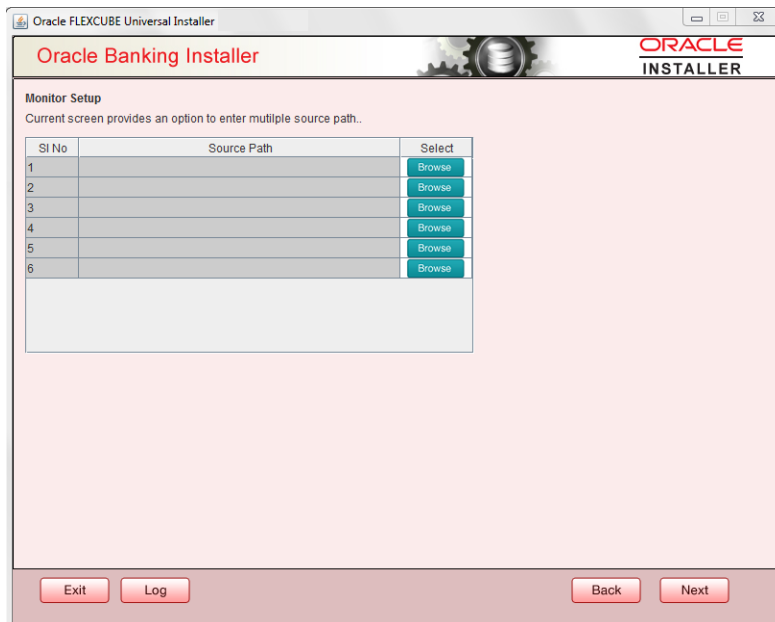 Oracle FLEXCUBE Universal Installer
Oracle Banking Installer
ORACLE
INSTALLER
Monitor Setup
Current screen provides an option to enter mutilple source path..
Sl No Source Path Select
1 Browse
2 Browse
3 Browse
4 Browse
5 Browse
6 Browse
Exit Log Back Next